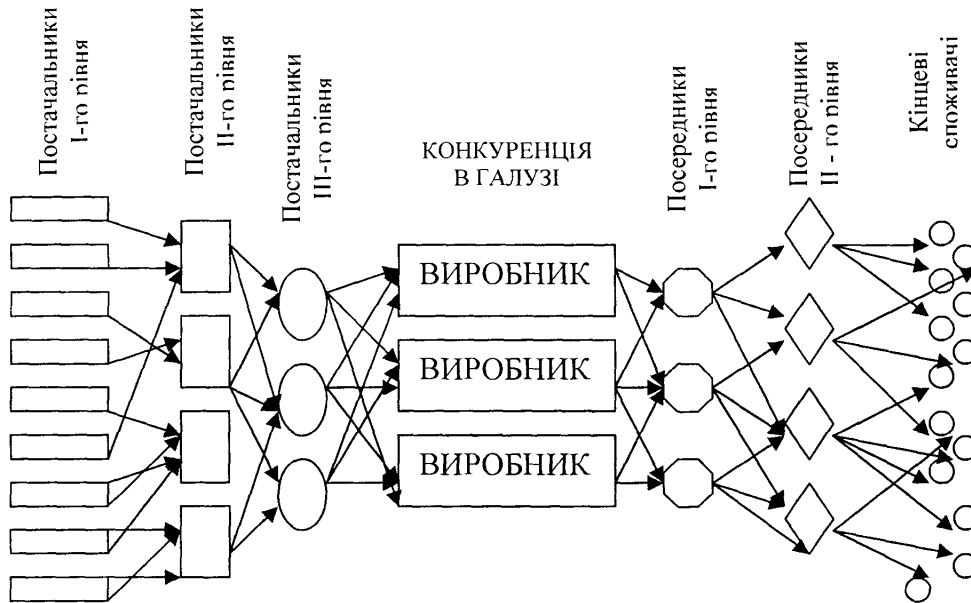 Постачальники
І-го рівня
Постачальники
ІІ-го рівня
Постачальники
ІІІ-го рівня
КОНКУРЕНЦІЯ
В ГАЛУЗІ
Посередники
І-го рівня
Посередники
ІІ - го рівня
Кінцеві
споживачі
ВИРОБНИК
ВИРОБНИК
ВИРОБНИК